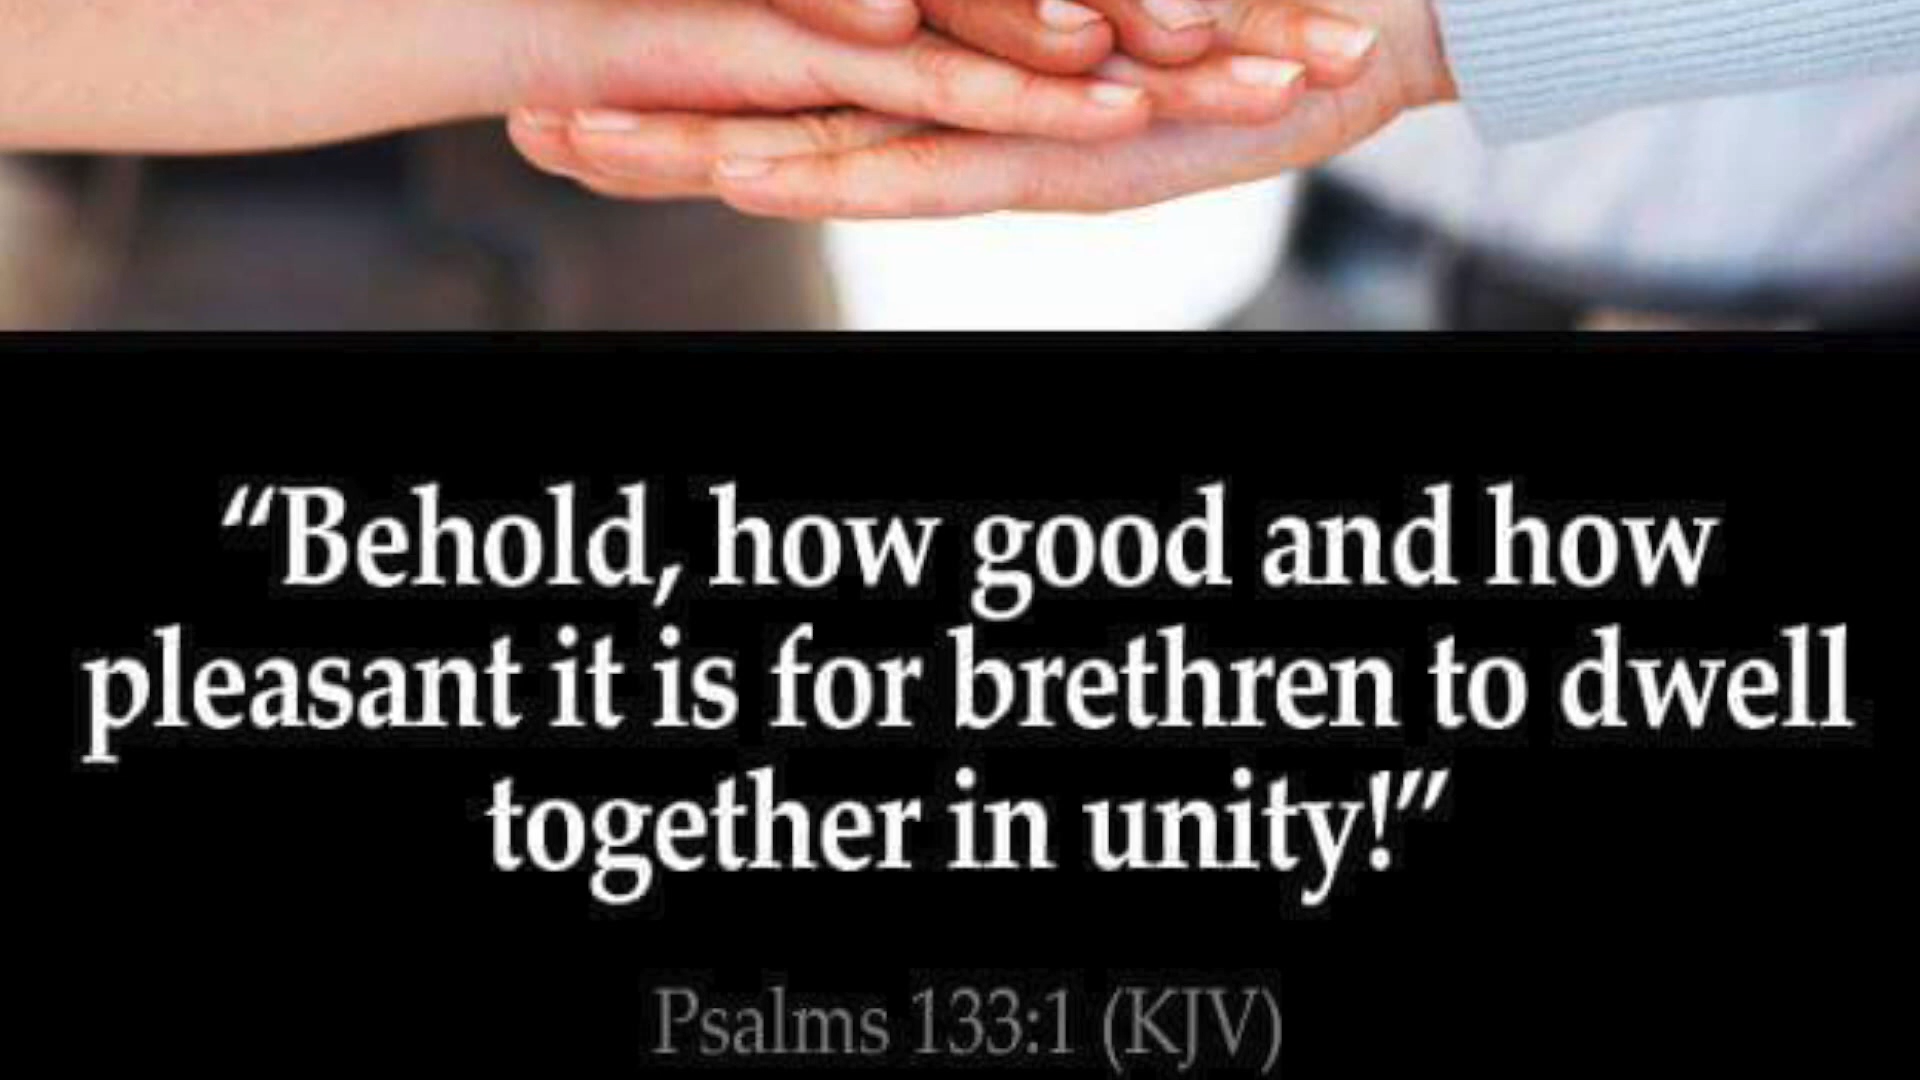 “Behold, how good and how
pleasant it is for brethren to dwell
together in unity!”
Psalms 133:1 (KJV)